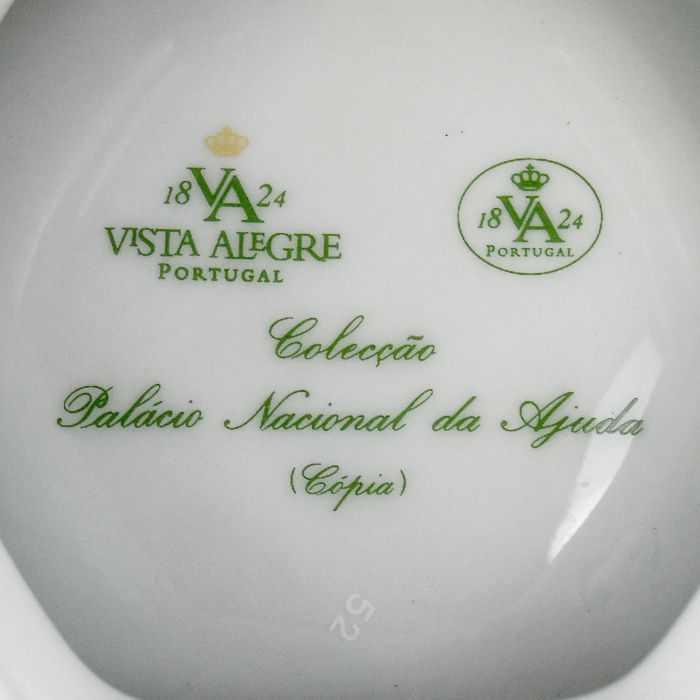 18 VA 24
VISTA ALEGRE
PORTUGAL
18 VA 24
PORTUGAL
Colecção
Palácio Nacional da Ajuda
(Cópia)
52